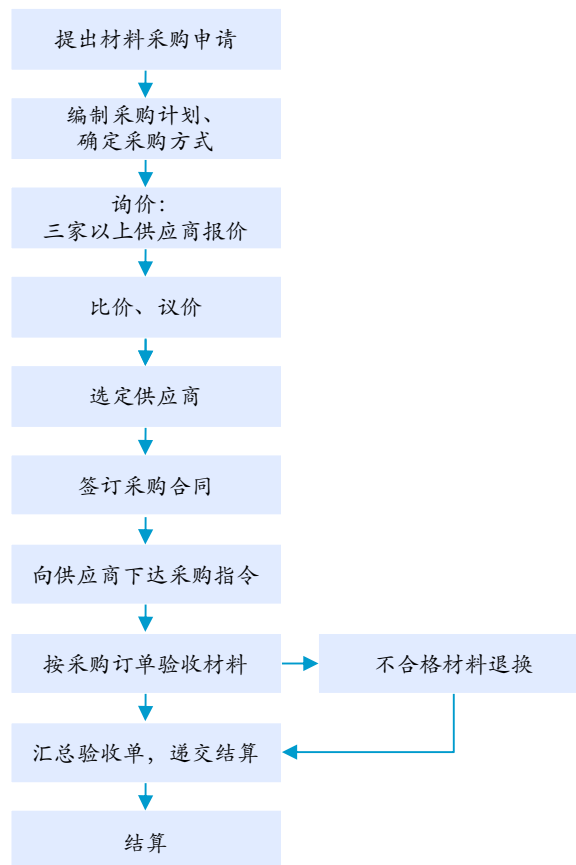 提出材料采购申请
编制采购计划、
确定采购方式
询价：
三家以上供应商报价
比价、议价
选定供应商
签订采购合同
向供应商下达采购指令
按采购订单验收材料
不合格材料退换
汇总验收单，递交结算
结算